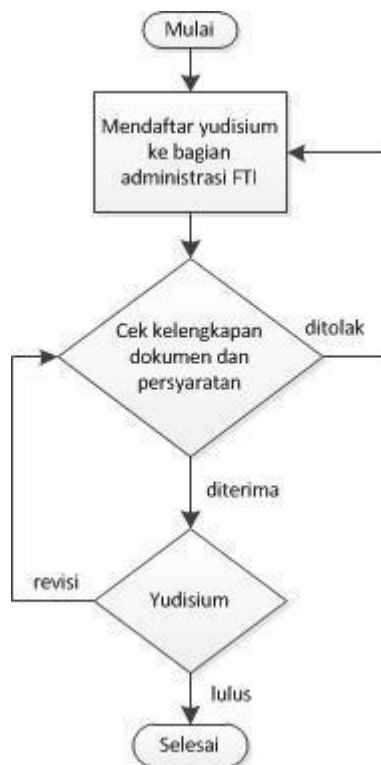 Mulai
Mendaftar yudisium
ke bagian
administrasi FTI
Cek kelengkapan
dokumen dan
persyaratan
ditolak
diterima
revisi
Yudisium
lulus
Selesai